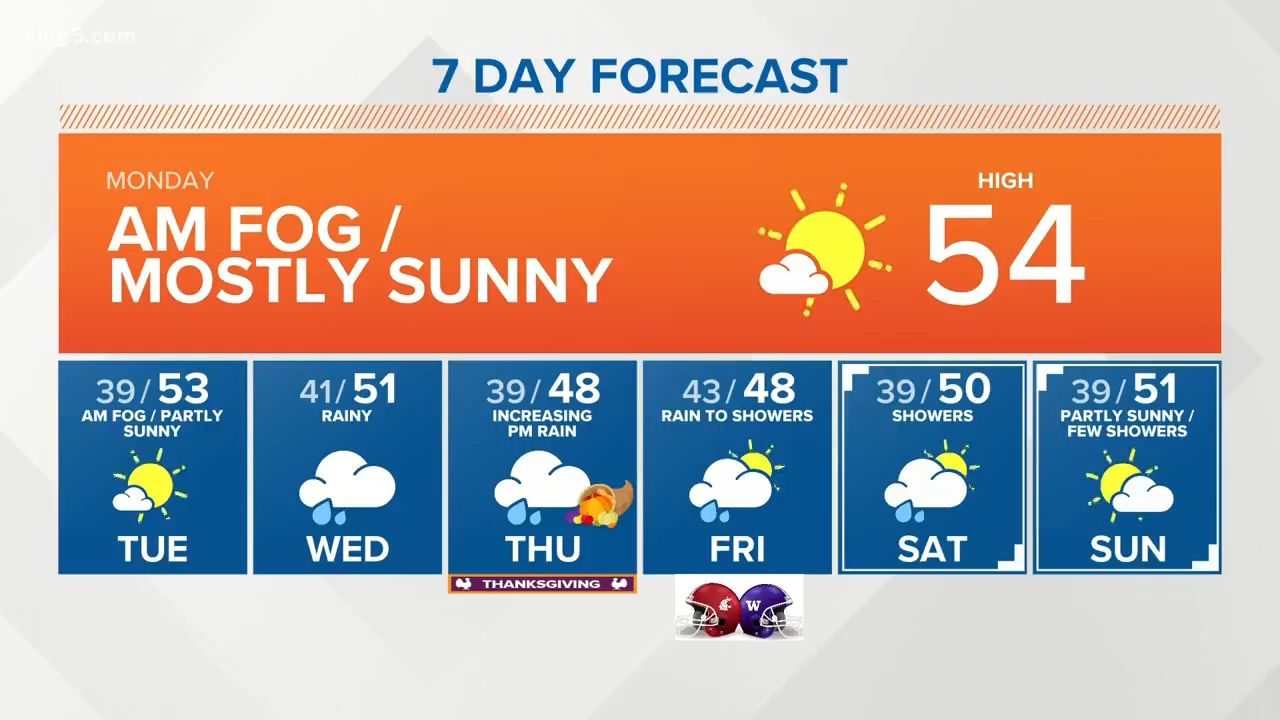 king5.com
7 DAY FORECAST
MONDAY
AM FOG /
MOSTLY SUNNY
HIGH
54
39 / 53
AM FOG / PARTLY
SUNNY
TUE
41 / 51
RAINY
WED
39 / 48
INCREASING
PM RAIN
THU
THANKSGIVING
43 / 48
RAIN TO SHOWERS
FRI
W
39 / 50
SHOWERS
SAT
39 / 51
PARTLY SUNNY /
FEW SHOWERS
SUN